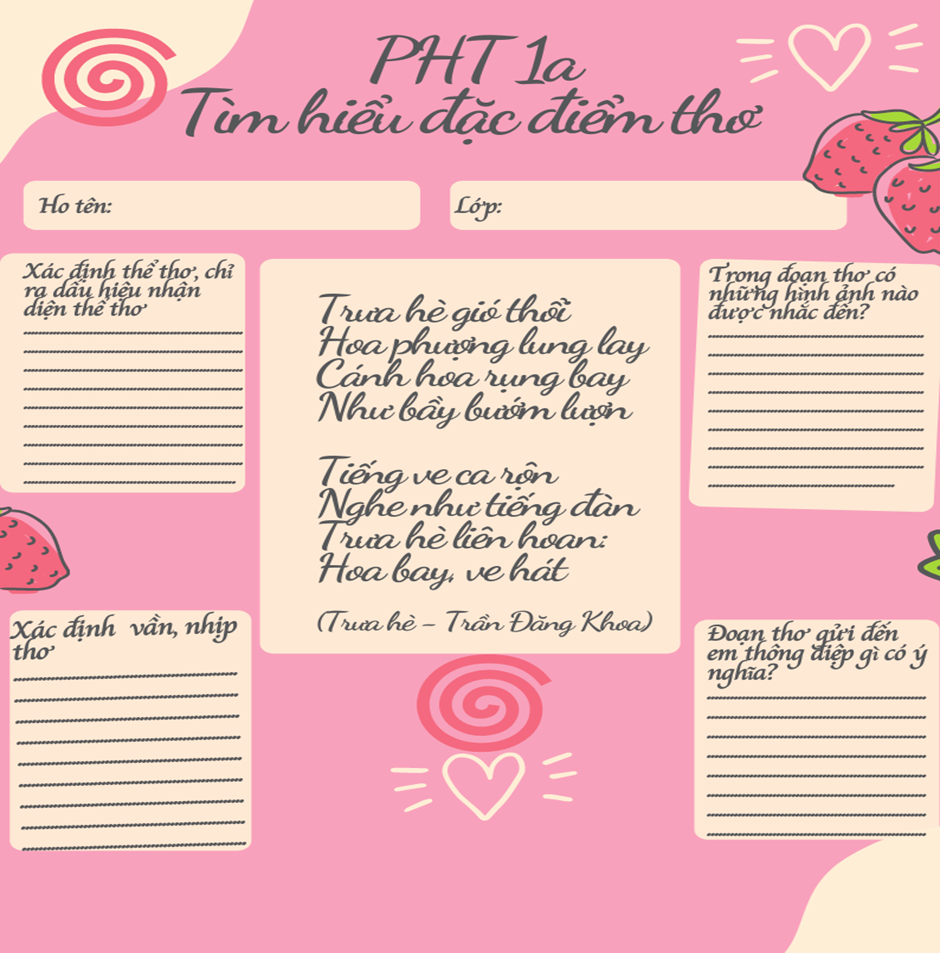 PHT 1a
Tìm hiểu đặc điểm thơ
Ho tên:
Lớp:
Xác định thể thơ, chỉ
ra dấu hiệu nhận
diện thể thơ
Trưa hè gió thổi
Hoa phượng lung lay
Cánh hoa rụng bay
Như bầy bướm lượn
Tiếng ve ca rộn
Nghe như tiếng đàn
Trưa hè liên hoan:
Hoa bay, ve hát
(Trưa hè – Trần Đăng Khoa)
Trong đoạn thơ có
những hình ảnh nào
được nhắc đến?
Xác định vần, nhịp
thơ
Đoạn thơ gửi đến
em thông điệp gì có ý
nghĩa?